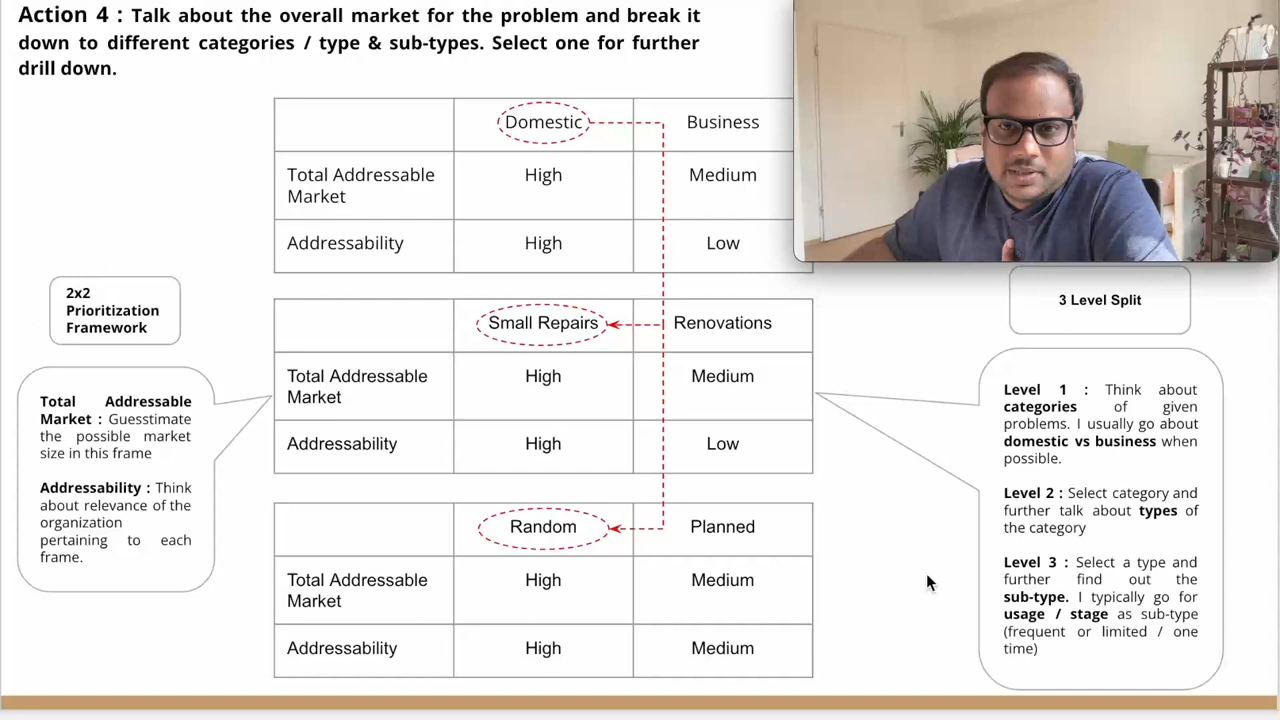 Action 4 : Talk about the overall market for the problem and break it
down to different categories / type & sub-types. Select one for further
drill down.
Domestic Business
Total Addressable
Market
High Medium
Addressability High Low
2x2
Prioritization
Framework
Total Addressable
Market : Guesstimate
the possible market
size in this frame
Addressability : Think
about relevance of the
organization
pertaining to each
frame.
Small Repairs Renovations
Total Addressable
Market
High Medium
Addressability High Low
Random Planned
Total Addressable
Market
High Medium
Addressability High Medium
3 Level Split
Level 1 : Think about
categories of given
problems. I usually go about
domestic vs business when
possible.
Level 2 : Select category and
further talk about types of
the category
Level 3 : Select a type and
further find out the
sub-type. I typically go for
usage / stage as sub-type
(frequent or limited / one
time)